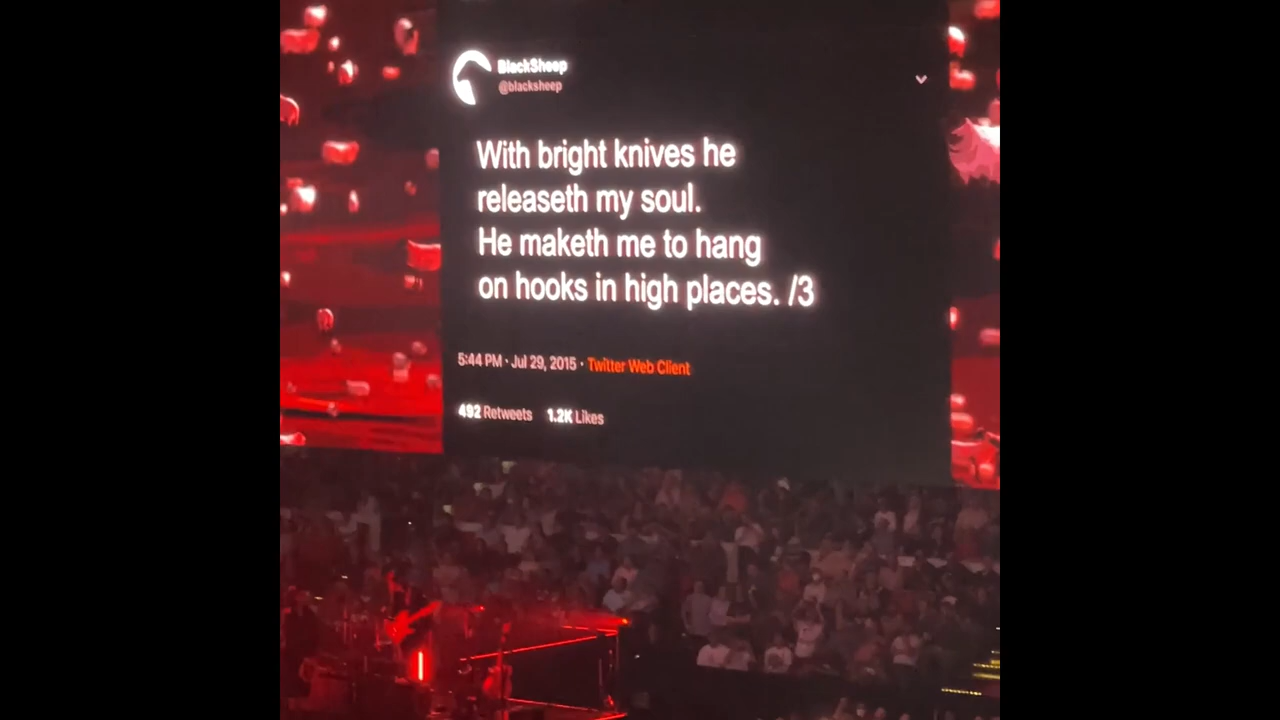 BlackSheep
@blacksheep
With bright knives he
releaseth my soul.
He maketh me to hang
on hooks in high places. /3
5:44 PM · Jul 29, 2015 · Twitter Web Client
492 Retweets 1.2K Likes